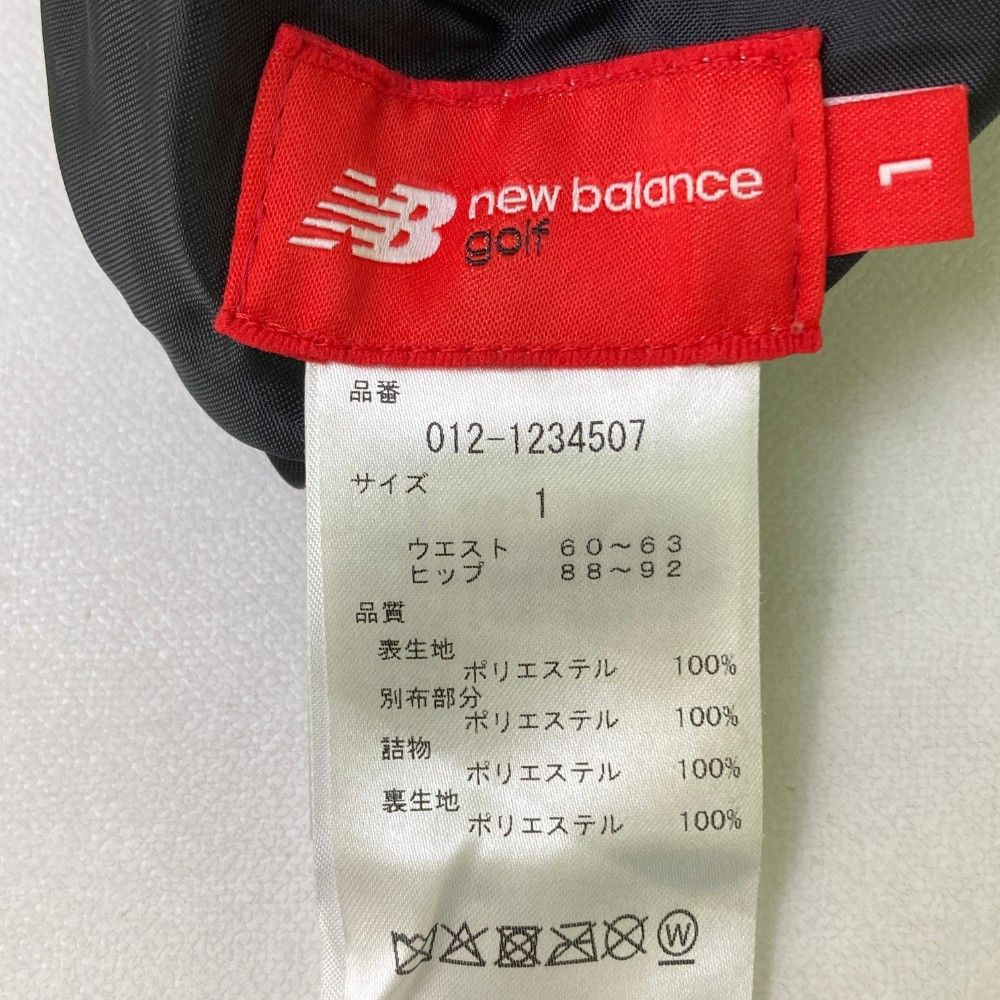 new balance
golf
1
品番
012-1234507
サイズ
1
ウエスト 60～63
ヒップ 88～92
品質
表生地
ポリエステル 100%
別布部分
ポリエステル 100%
詰物
ポリエステル 100%
裏生地
ポリエステル 100%
W